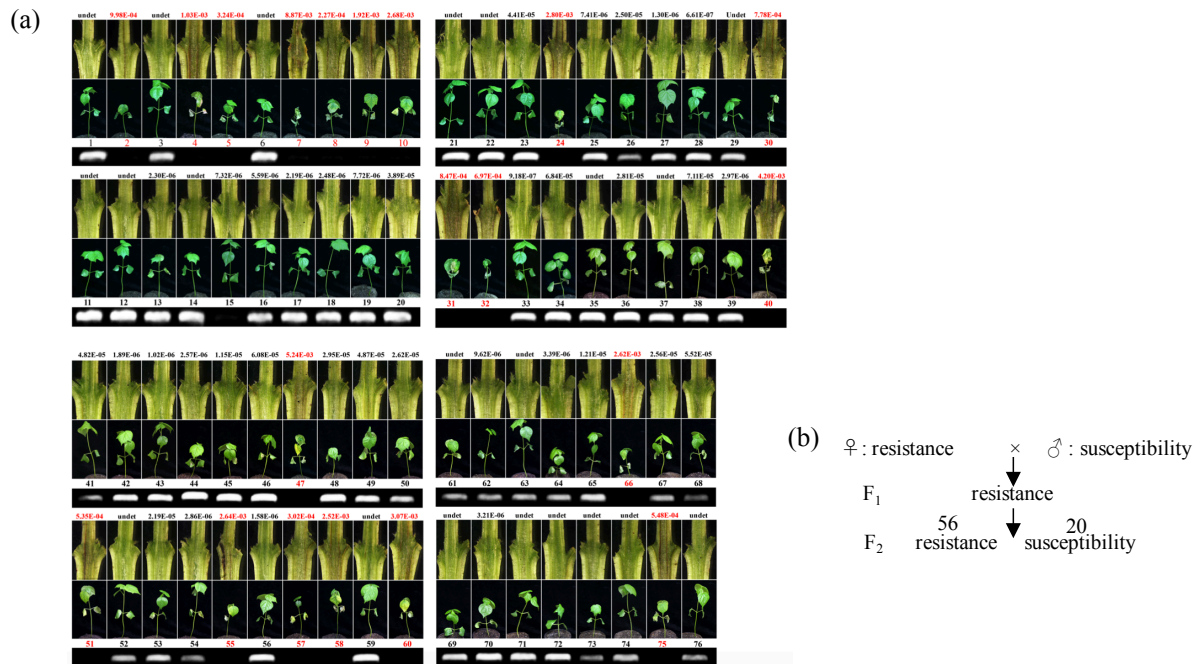 (a)
undet 9.98E-04 undet 1.03E-03 3.24E-04 undet 8.87E-03 2.27E-04 1.92E-03 2.68E-03
1 2 3 4 5 6 7 8 9 10
undet undet 2.30E-06 undet 7.32E-06 5.59E-06 2.19E-06 2.48E-06 7.72E-06 3.89E-05
11 12 13 14 15 16 17 18 19 20
undet undet 4.41E-05 2.80E-03 7.41E-06 2.50E-05 1.30E-06 6.61E-07 Undet 7.78E-04
21 22 23 24 25 26 27 28 29 30
8.47E-04 6.97E-04 9.18E-07 6.84E-05 undet 2.81E-05 undet 7.11E-05 2.97E-06 4.20E-03
31 32 33 34 35 36 37 38 39 40
4.82E-05 1.89E-06 1.02E-06 2.57E-06 1.15E-05 6.08E-05 5.24E-03 2.95E-05 4.87E-05 2.62E-05
41 42 43 44 45 46 47 48 49 50
5.35E-04 undet 2.19E-05 2.86E-06 2.64E-03 1.58E-06 3.02E-04 2.52E-03 undet 3.07E-03
51 52 53 54 55 56 57 58 59 60
undet 9.62E-06 undet 3.39E-06 1.21E-05 2.62E-03 2.56E-05 5.52E-05
61 62 63 64 65 66 67 68
undet 3.21E-06 undet undet undet undet 5.48E-04 undet
69 70 71 72 73 74 75 76
(b)
♀ : resistance × ♂ : susceptibility
F1 resistance
56 20
F2 resistance susceptibility